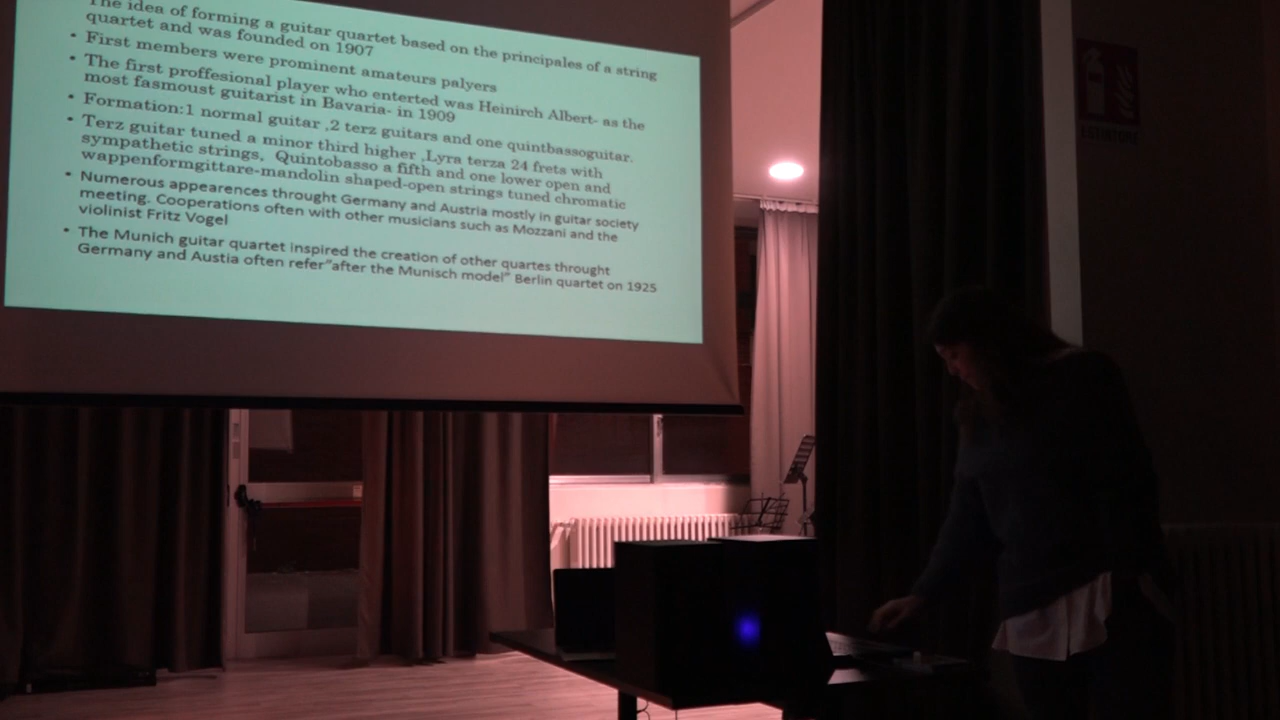 The idea of forming a guitar quartet based on the principales of a string
quartet and was founded on 1907
• First members were prominent amateurs palyers
• The first proffesional player who enterted was Heinirch Albert- as the
most fasmoust guitarist in Bavaria- in 1909
• Formation:1 normal guitar ,2 terz guitars and one quintbassoguitar.
• Terz guitar tuned a minor third higher ,Lyra terza 24 frets with
sympathetic strings, Quintobasso a fifth and one lower open and
wappenformgittare-mandolin shaped-open strings tuned chromatic
• Numerous appearences throught Germany and Austria mostly in guitar society
meeting. Cooperations often with other musicians such as Mozzani and the
violinist Fritz Vogel
• The Munich guitar quartet inspired the creation of other quartes throught
Germany and Austia often refer"after the Munisch model" Berlin quartet on 1925
ESTINTORE